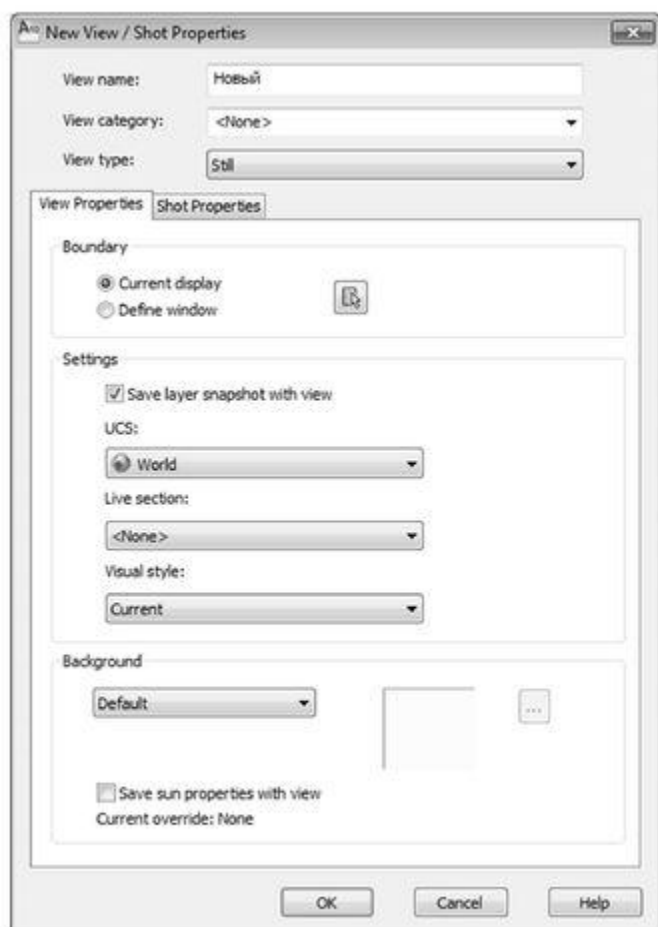 New View / Shot Properties
View name: Новый
View category: <None>
View type: Still
View Properties Shot Properties
Boundary
Current display
Define window
Settings
Save layer snapshot with view
UCS:
World
Live section:
<None>
Visual style:
Current
Background
Default
...
Save sun properties with view
Current override: None
OK Cancel Help